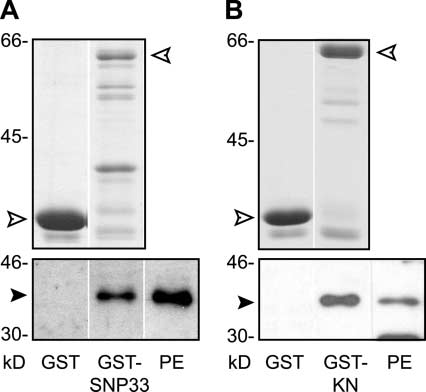 A
66-
45-
46-
30-
kD GST GST-
SNP33 PE
B
66-
45-
46-
30-
kD GST GST-
KN PE